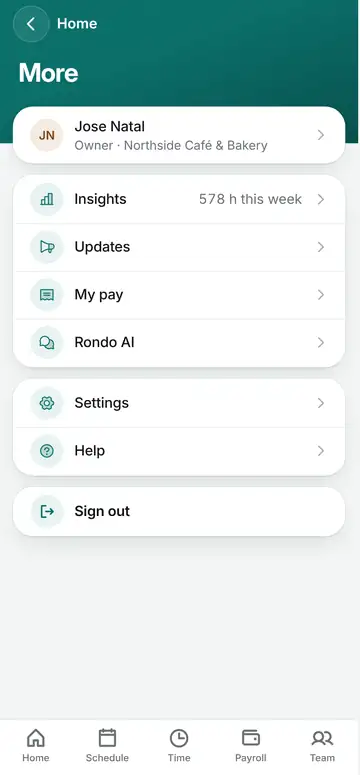 Home
More
JN
Jose Natal
Owner · Northside Café & Bakery
Insights 578 h this week
Updates
My pay
Rondo AI
Settings
Help
Sign out
Home Schedule Time Payroll Team